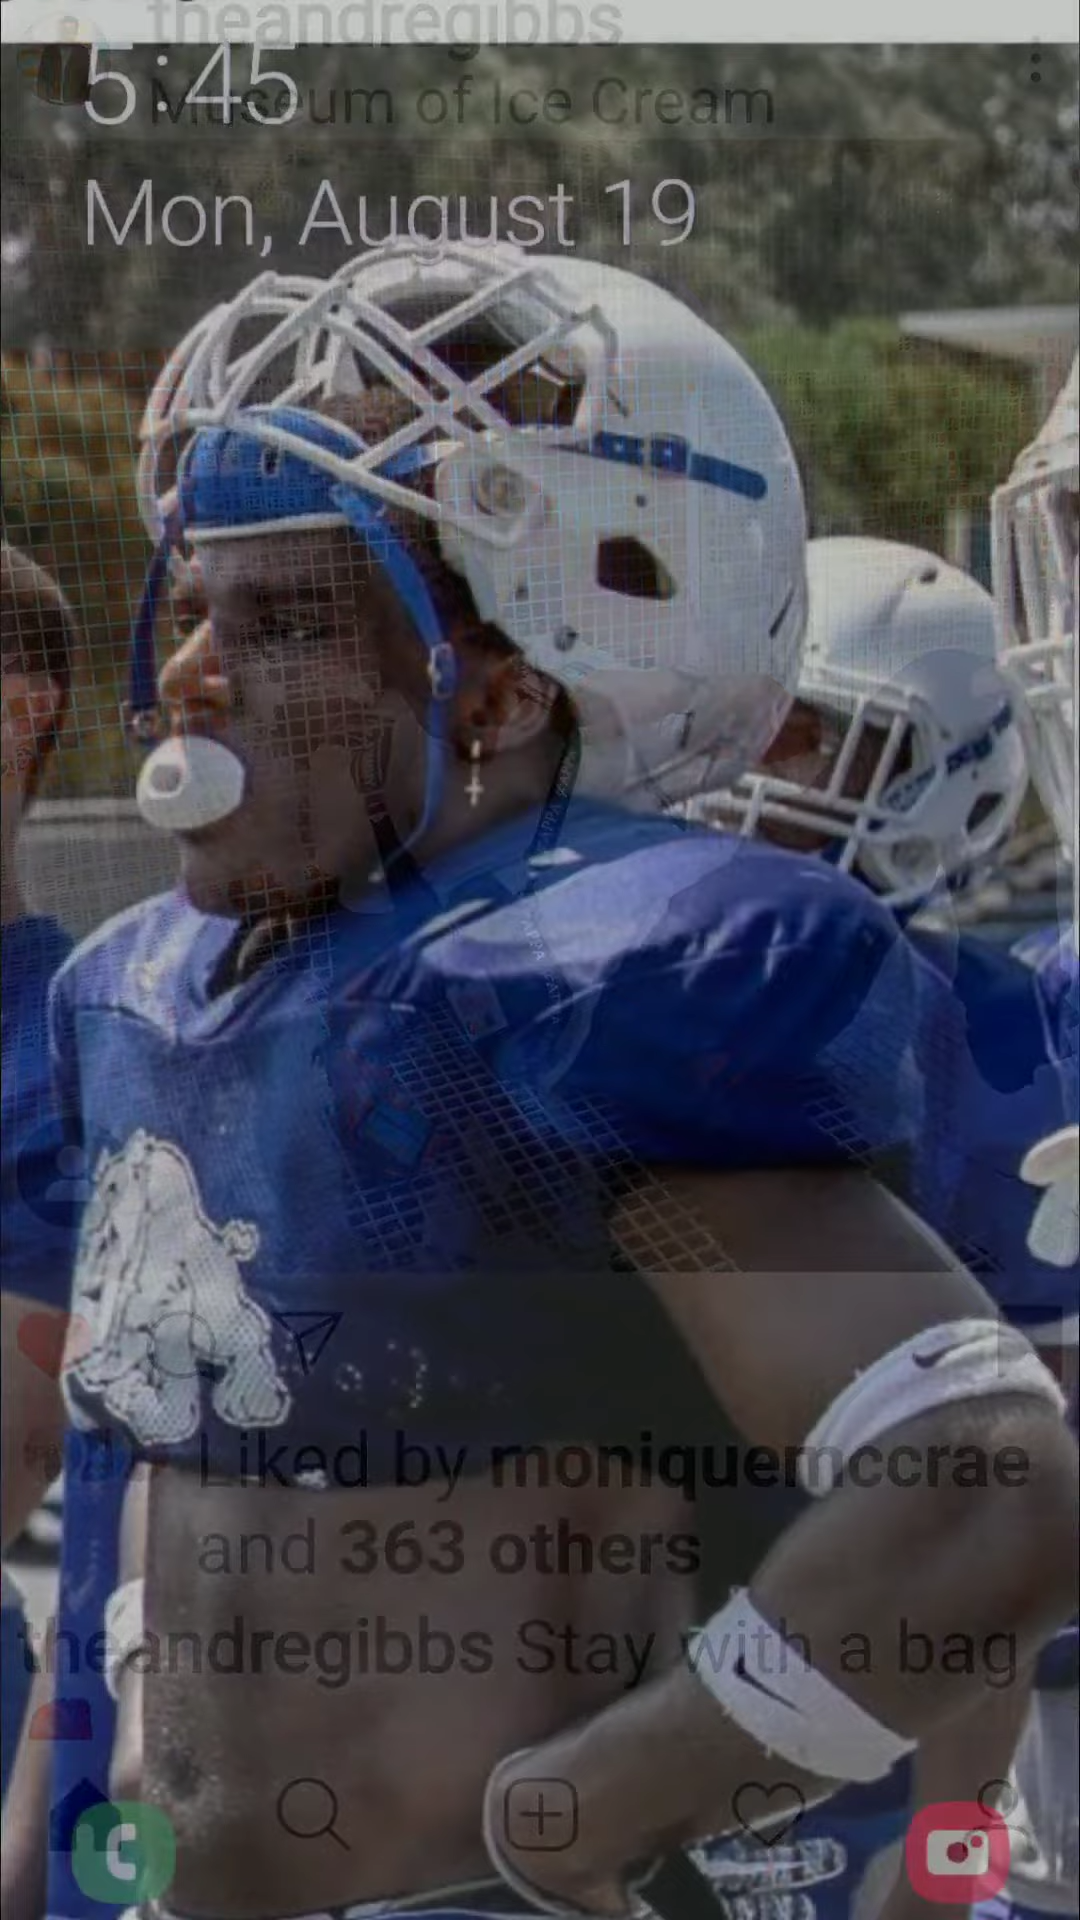 theandregibbs
5:45
Museum of Ice Cream
Mon, August 19
Liked by moniquemccrae
and 363 others
theandregibbs Stay with a bag